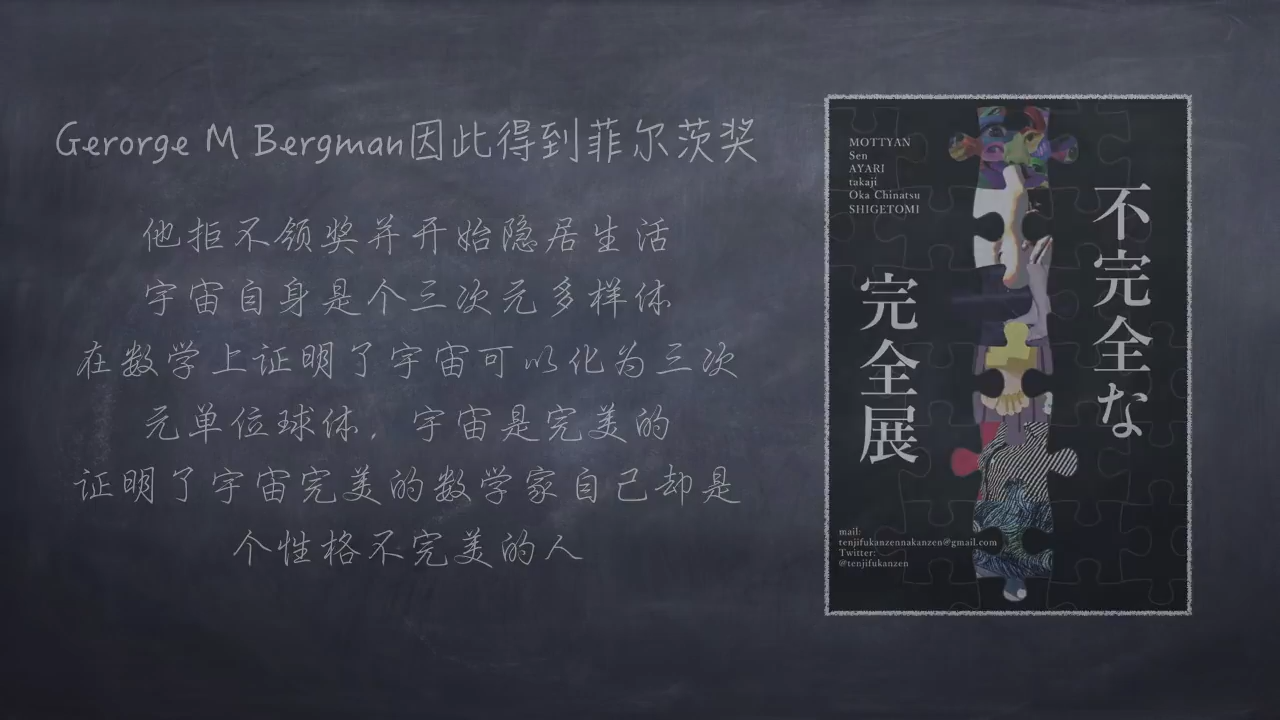 Gerorge M Bergman因此得到菲尔茨奖
他拒不领奖并开始隐居生活
宇宙自身是个三次元多样体
在数学上证明了宇宙可以化为三次
元单位球体，宇宙是完美的
证明了宇宙完美的数学家自己却是
个性格不完美的人
MOTTYAN
Sen
AYARI
takaji
Oka Chinatsu
SHIGETOMI
不完全な
完全展
mail:
tenjifukanzennakanzen@gmail.com
Twitter:
@tenjifukanzen